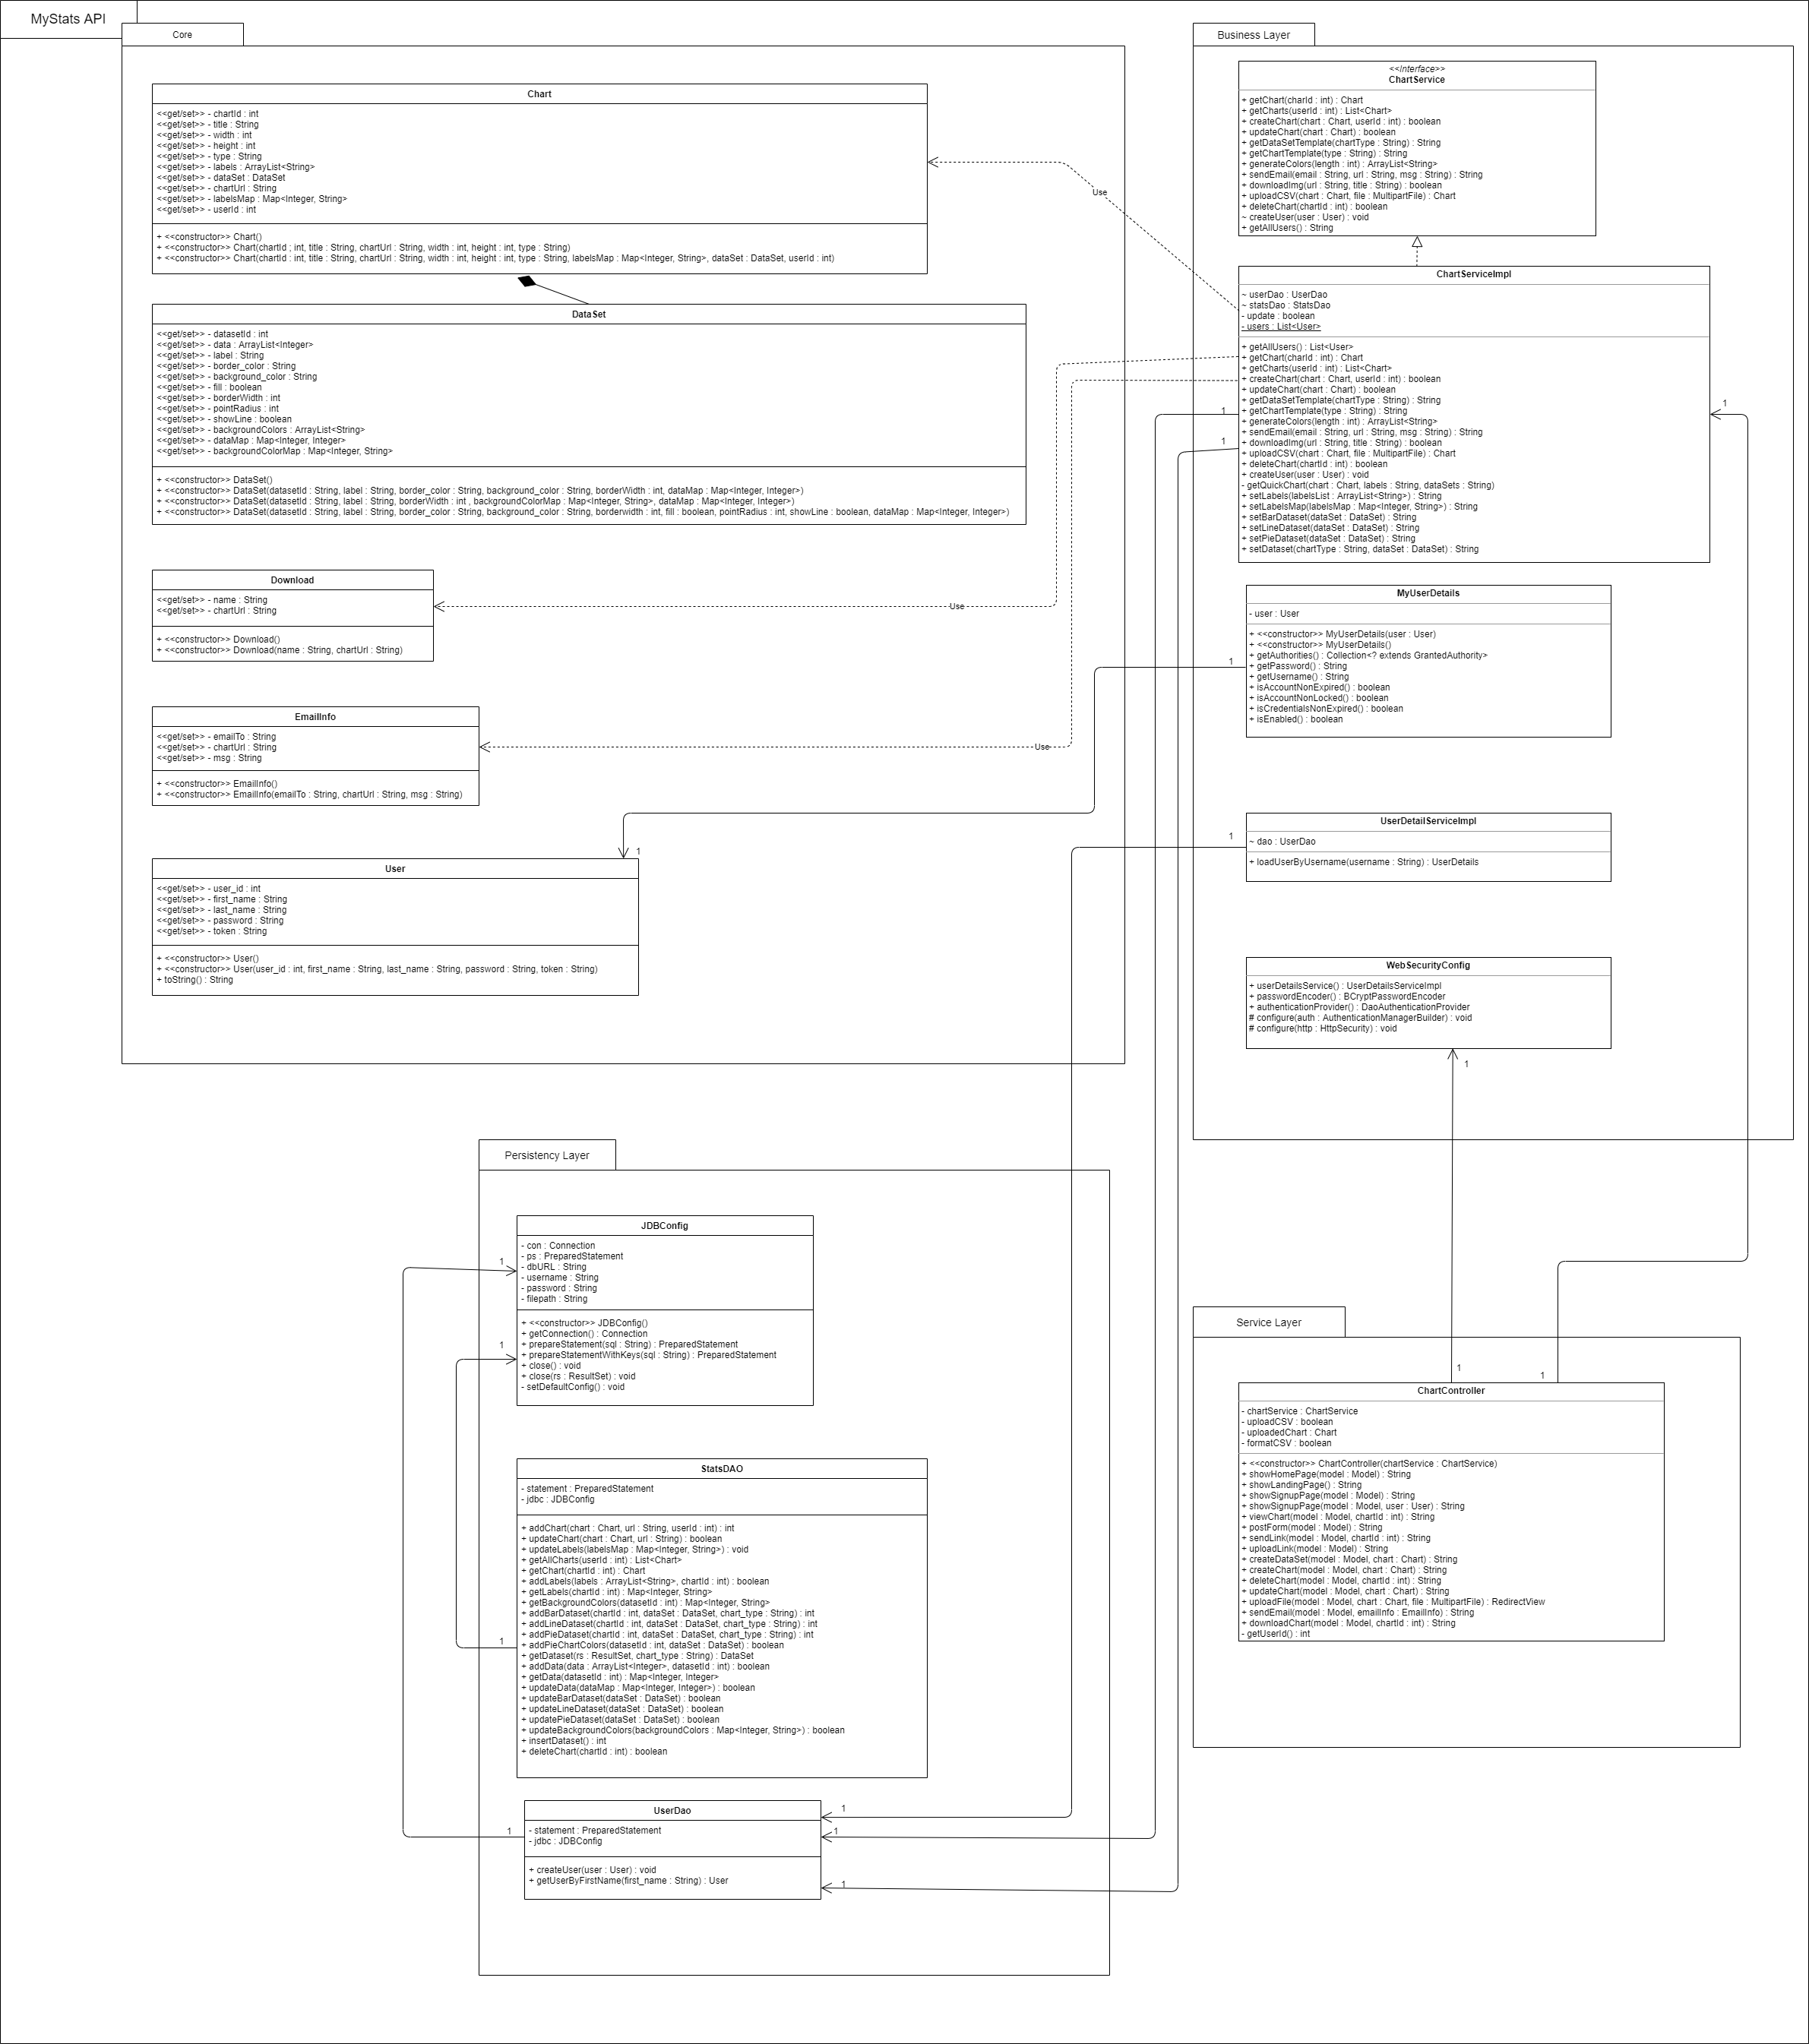 MyStats API
Core
Chart
<<get/set>> - chartId : int
<<get/set>> - title : String
<<get/set>> - width : int
<<get/set>> - height : int
<<get/set>> - type : String
<<get/set>> - labels : ArrayList<String>
<<get/set>> - dataSet : DataSet
<<get/set>> - chartUrl : String
<<get/set>> - labelsMap : Map<Integer, String>
<<get/set>> - userId : int
+ <<constructor>> Chart()
+ <<constructor>> Chart(chartId ; int, title : String, chartUrl : String, width : int, height : int, type : String)
+ <<constructor>> Chart(chartId : int, title : String, chartUrl : String, width : int, height : int, type : String, labelsMap : Map<Integer, String>, dataSet : DataSet, userId : int)
DataSet
<<get/set>> - datasetId : int
<<get/set>> - data : ArrayList<Integer>
<<get/set>> - label : String
<<get/set>> - border_color : String
<<get/set>> - background_color : String
<<get/set>> - fill : boolean
<<get/set>> - borderWidth : int
<<get/set>> - pointRadius : int
<<get/set>> - showLine : boolean
<<get/set>> - backgroundColors : ArrayList<String>
<<get/set>> - dataMap : Map<Integer, Integer>
<<get/set>> - backgroundColorMap : Map<Integer, String>
+ <<constructor>> DataSet()
+ <<constructor>> DataSet(datasetId : String, label : String, border_color : String, background_color : String, borderWidth : int, dataMap : Map<Integer, Integer>)
+ <<constructor>> DataSet(datasetId : String, label : String, borderWidth : int , backgroundColorMap : Map<Integer, String>, dataMap : Map<Integer, Integer>)
+ <<constructor>> DataSet(datasetId : String, label : String, border_color : String, background_color : String, borderwidth : int, fill : boolean, pointRadius : int, showLine : boolean, dataMap : Map<Integer, Integer>)
Download
<<get/set>> - name : String
<<get/set>> - chartUrl : String
+ <<constructor>> Download()
+ <<constructor>> Download(name : String, chartUrl : String)
EmailInfo
<<get/set>> - emailTo : String
<<get/set>> - chartUrl : String
<<get/set>> - msg : String
+ <<constructor>> EmailInfo()
+ <<constructor>> EmailInfo(emailTo : String, chartUrl : String, msg : String)
User
<<get/set>> - user_id : int
<<get/set>> - first_name : String
<<get/set>> - last_name : String
<<get/set>> - password : String
<<get/set>> - token : String
+ <<constructor>> User()
+ <<constructor>> User(user_id : int, first_name : String, last_name : String, password : String, token : String)
+ toString() : String
1
Use
Use
Use
Business Layer
<<Interface>>
ChartService
+ getChart(charId : int) : Chart
+ getCharts(userId : int) : List<Chart>
+ createChart(chart : Chart, userId : int) : boolean
+ updateChart(chart : Chart) : boolean
+ getDataSetTemplate(chartType : String) : String
+ getChartTemplate(type : String) : String
+ generateColors(length : int) : ArrayList<String>
+ sendEmail(email : String, url : String, msg : String) : String
+ downloadImg(url : String, title : String) : boolean
+ uploadCSV(chart : Chart, file : MultipartFile) : Chart
+ deleteChart(chartId : int) : boolean
~ createUser(user : User) : void
+ getAllUsers() : String
ChartServiceImpl
~ userDao : UserDao
~ statsDao : StatsDao
- update : boolean
- users : List<User>
+ getAllUsers() : List<User>
+ getChart(charId : int) : Chart
+ getCharts(userId : int) : List<Chart>
+ createChart(chart : Chart, userId : int) : boolean
+ updateChart(chart : Chart) : boolean
+ getDataSetTemplate(chartType : String) : String
+ getChartTemplate(type : String) : String
+ generateColors(length : int) : ArrayList<String>
+ sendEmail(email : String, url : String, msg : String) : String
+ downloadImg(url : String, title : String) : boolean
+ uploadCSV(chart : Chart, file : MultipartFile) : Chart
+ deleteChart(chartId : int) : boolean
+ createUser(user : User) : void
- getQuickChart(chart : Chart, labels : String, dataSets : String)
+ setLabels(labelsList : ArrayList<String>) : String
+ setLabelsMap(labelsMap : Map<Integer, String>) : String
+ setBarDataset(dataSet : DataSet) : String
+ setLineDataset(dataSet : DataSet) : String
+ setPieDataset(dataSet : DataSet) : String
+ setDataset(chartType : String, dataSet : DataSet) : String
1
1
1
MyUserDetails
- user : User
+ <<constructor>> MyUserDetails(user : User)
+ <<constructor>> MyUserDetails()
+ getAuthorities() : Collection<? extends GrantedAuthority>
+ getPassword() : String
+ getUsername() : String
+ isAccountNonExpired() : boolean
+ isAccountNonLocked() : boolean
+ isCredentialsNonExpired() : boolean
+ isEnabled() : boolean
1
UserDetailServiceImpl
~ dao : UserDao
+ loadUserByUsername(username : String) : UserDetails
1
WebSecurityConfig
+ userDetailsService() : UserDetailsServiceImpl
+ passwordEncoder() : BCryptPasswordEncoder
+ authenticationProvider() : DaoAuthenticationProvider
# configure(auth : AuthenticationManagerBuilder) : void
# configure(http : HttpSecurity) : void
1
Persistency Layer
JDBConfig
- con : Connection
- ps : PreparedStatement
- dbURL : String
- username : String
- password : String
- filepath : String
+ <<constructor>> JDBConfig()
+ getConnection() : Connection
+ prepareStatement(sql : String) : PreparedStatement
+ prepareStatementWithKeys(sql : String) : PreparedStatement
+ close() : void
+ close(rs : ResultSet) : void
- setDefaultConfig() : void
1
1
StatsDAO
- statement : PreparedStatement
- jdbc : JDBConfig
+ addChart(chart : Chart, url : String, userId : int) : int
+ updateChart(chart : Chart, url : String) : boolean
+ updateLabels(labelsMap : Map<Integer, String>) : void
+ getAllCharts(userId : int) : List<Chart>
+ getChart(chartId : int) : Chart
+ addLabels(labels : ArrayList<String>, chartId : int) : boolean
+ getLabels(chartId : int) : Map<Integer, String>
+ getBackgroundColors(datasetId : int) : Map<Integer, String>
+ addBarDataset(chartId : int, dataSet : DataSet, chart_type : String) : int
+ addLineDataset(chartId : int, dataSet : DataSet, chart_type : String) : int
+ addPieDataset(chartId : int, dataSet : DataSet, chart_type : String) : int
+ addPieChartColors(datasetId : int, dataSet : DataSet) : boolean
+ getDataset(rs : ResultSet, chart_type : String) : DataSet
+ addData(data : ArrayList<Integer>, datasetId : int) : boolean
+ getData(datasetId : int) : Map<Integer, Integer>
+ updateData(dataMap : Map<Integer, Integer>) : boolean
+ updateBarDataset(dataSet : DataSet) : boolean
+ updateLineDataset(dataSet : DataSet) : boolean
+ updatePieDataset(dataSet : DataSet) : boolean
+ updateBackgroundColors(backgroundColors : Map<Integer, String>) : boolean
+ insertDataset() : int
+ deleteChart(chartId : int) : boolean
1
UserDao
- statement : PreparedStatement
- jdbc : JDBConfig
+ createUser(user : User) : void
+ getUserByFirstName(first_name : String) : User
1
1
1
1
Service Layer
1
1
ChartController
- chartService : ChartService
- uploadCSV : boolean
- uploadedChart : Chart
- formatCSV : boolean
+ <<constructor>> ChartController(chartService : ChartService)
+ showHomePage(model : Model) : String
+ showLandingPage() : String
+ showSignupPage(model : Model) : String
+ showSignupPage(model : Model, user : User) : String
+ viewChart(model : Model, chartId : int) : String
+ postForm(model : Model) : String
+ sendLink(model : Model, chartId : int) : String
+ uploadLink(model : Model) : String
+ createDataSet(model : Model, chart : Chart) : String
+ createChart(model : Model, chart : Chart) : String
+ deleteChart(model : Model, chartId : int) : String
+ updateChart(model : Model, chart : Chart) : String
+ uploadFile(model : Model, chart : Chart, file : MultipartFile) : RedirectView
+ sendEmail(model : Model, emailInfo : EmailInfo) : String
+ downloadChart(model : Model, chartId : int) : String
- getUserId() : int